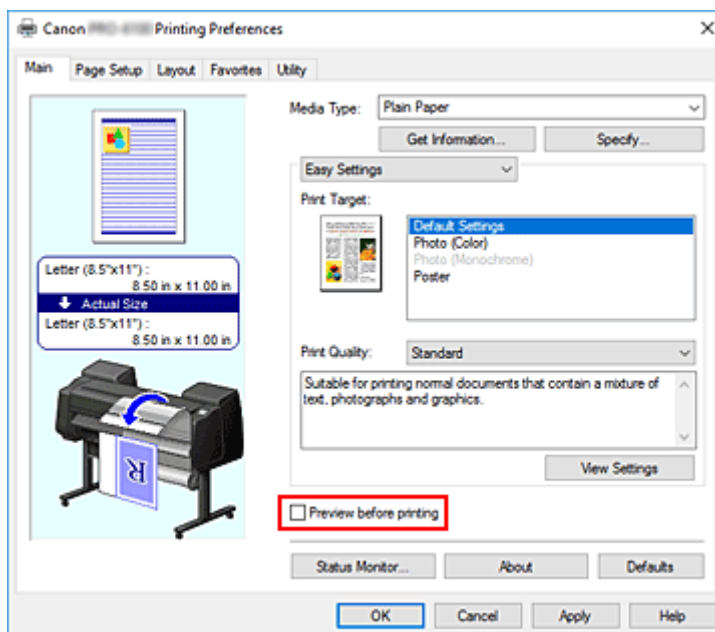 Canon Printing Preferences
Main Page Setup Layout Favorites Utility
Media Type: Plain Paper
Get Information... Specify...
Easy Settings
Print Target:
Default Settings
Photo (Color)
Photo (Monochrome)
Poster
Letter (8.5"x11") :
8.50 in x 11.00 in
Actual Size
Letter (8.5"x11") :
8.50 in x 11.00 in
R
Print Quality: Standard
Suitable for printing normal documents that contain a mixture of
text, photographs and graphics.
View Settings
Preview before printing
Status Monitor... About Defaults
OK Cancel Apply Help